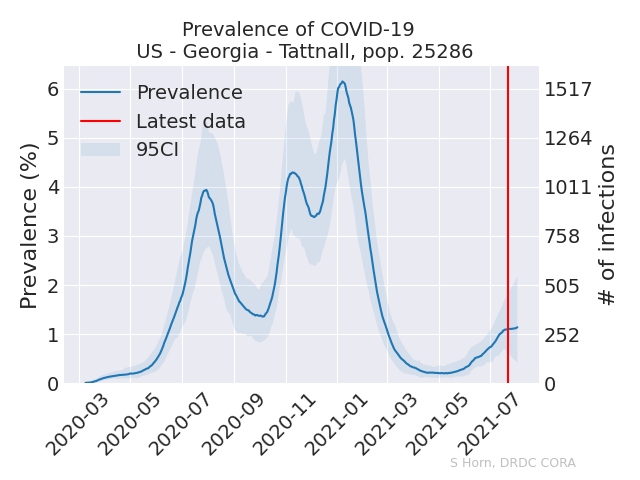 Prevalence of COVID-19
US - Georgia - Tattnall, pop. 25286
Prevalence
Latest data
95CI
Prevalence (%)
6
5
4
3
2
1
0
# of infections
1517
1264
1011
758
505
252
0
2020-03
2020-05
2020-07
2020-09
2020-11
2021-01
2021-03
2021-05
2021-07
S Horn, DRDC CORA